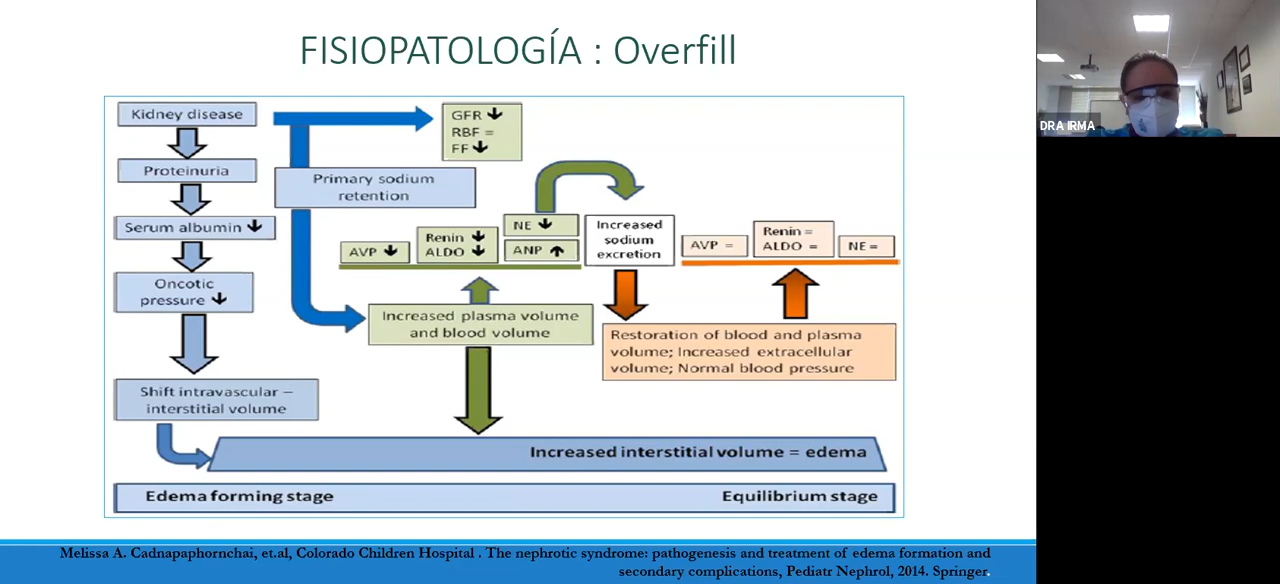 FISIOPATOLOGÍA : Overfill
DRA IRMA
Kidney disease
Proteinuria
Serum albumin ↓
Oncotic
pressure ↓
Shift intravascular –
interstitial volume
GFR ↓
RBF =
FF ↓
Primary sodium
retention
AVP ↓
Renin ↓
ALDO ↓
NE ↓
ANP ↑
Increased
sodium
excretion
AVP =
Renin =
ALDO =
NE =
Increased plasma volume
and blood volume
Restoration of blood and plasma
volume; Increased extracellular
volume; Normal blood pressure
Increased interstitial volume = edema
Edema forming stage
Equilibrium stage
Melissa A. Cadnapaphornchai, et.al, Colorado Children Hospital . The nephrotic syndrome: pathogenesis and treatment of edema formation and
secondary complications, Pediatr Nephrol, 2014. Springer.